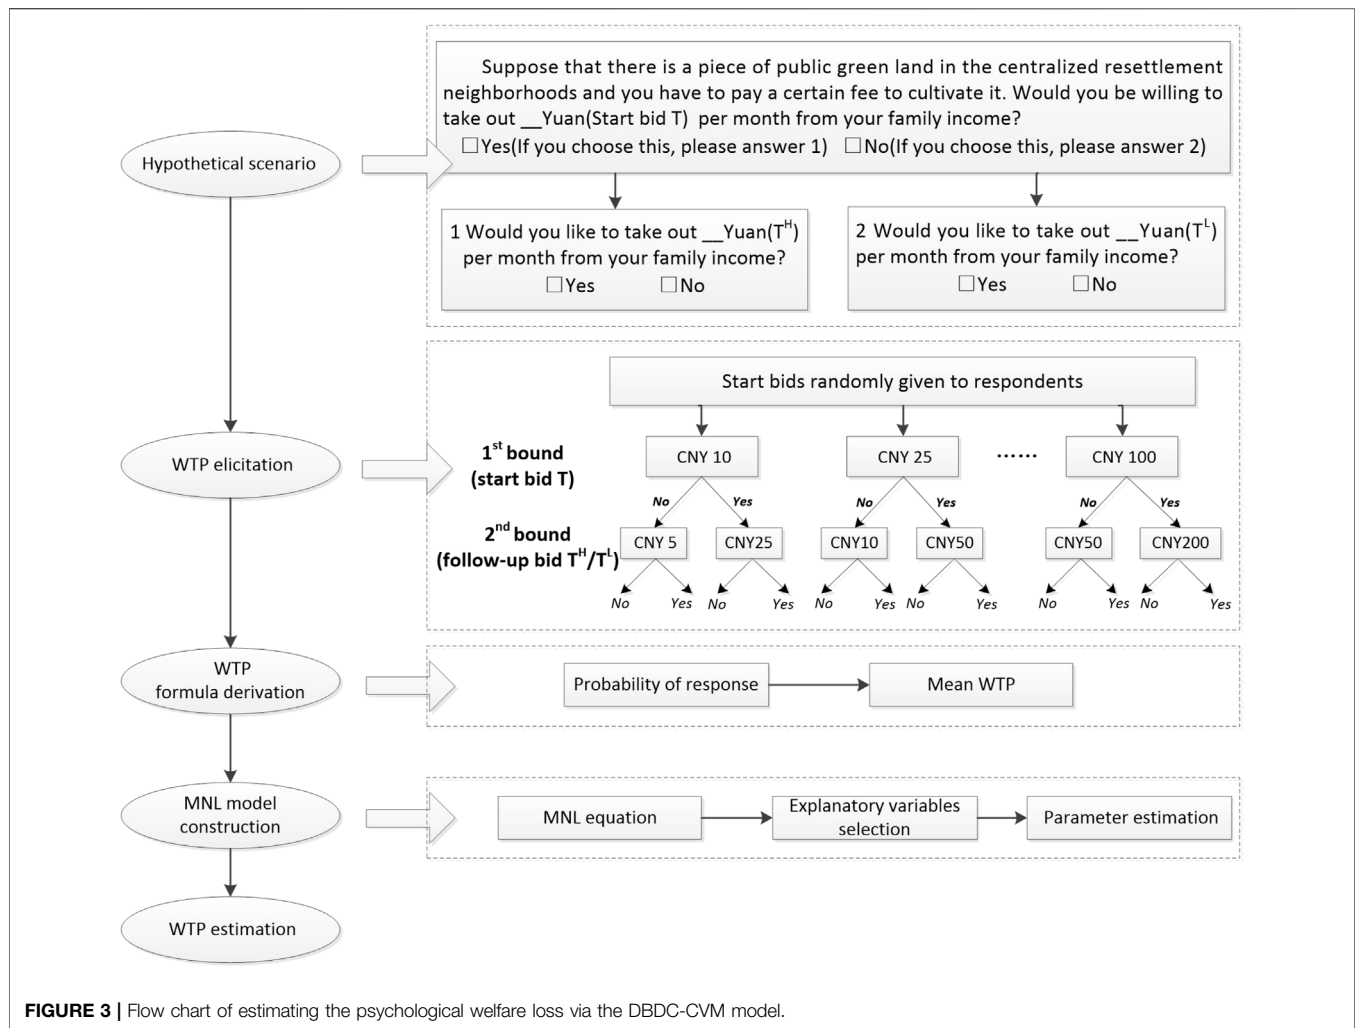 Suppose that there is a piece of public green land in the centralized resettlement
neighborhoods and you have to pay a certain fee to cultivate it. Would you be willing to
take out __Yuan(Start bid T) per month from your family income?
☐Yes(If you choose this, please answer 1) ☐No(If you choose this, please answer 2)
Hypothetical scenario
1 Would you like to take out __Yuan(T^H)
per month from your family income?
☐Yes ☐No
2 Would you like to take out __Yuan(T^L)
per month from your family income?
☐Yes ☐No
Start bids randomly given to respondents
WTP elicitation
1st bound
(start bid T)
CNY 10 CNY 25 ...... CNY 100
No Yes No Yes No Yes
2nd bound
(follow-up bid T^H/T^L)
CNY 5 CNY25 CNY10 CNY50 CNY50 CNY200
No Yes No Yes No Yes No Yes No Yes No Yes
WTP
formula derivation
Probability of response Mean WTP
MNL model
construction
MNL equation
Explanatory variables
selection
Parameter estimation
WTP estimation
FIGURE 3 | Flow chart of estimating the psychological welfare loss via the DBDC-CVM model.